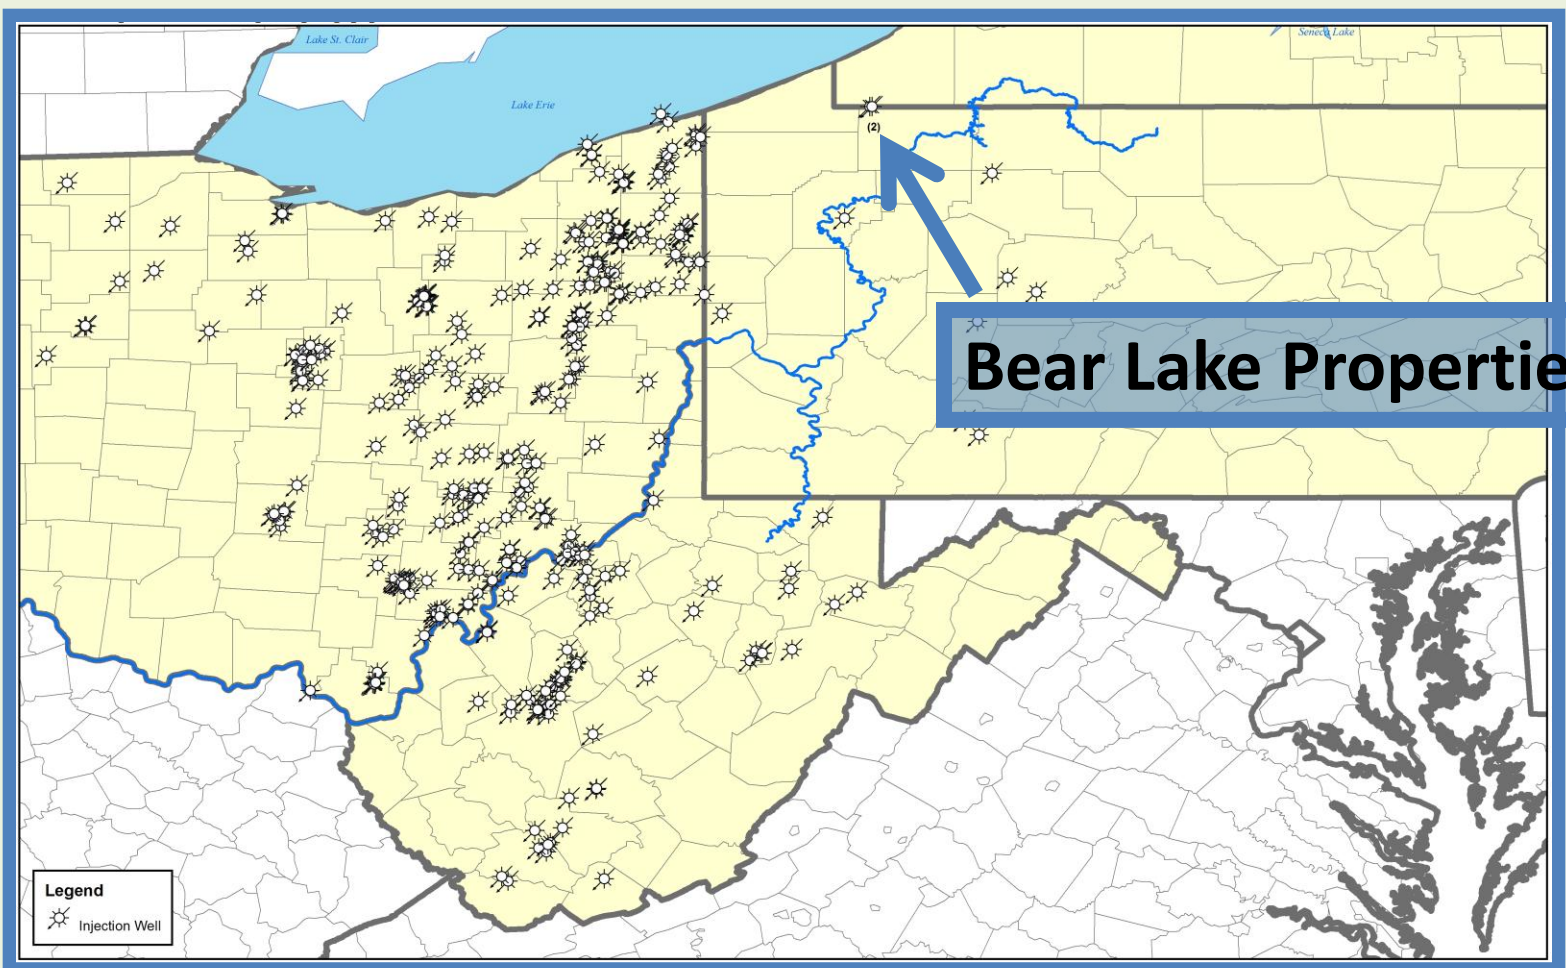 Lake St. Clair
Seneca Lake
Lake Erie
(2)
Bear Lake Propertie
Legend
Injection Well